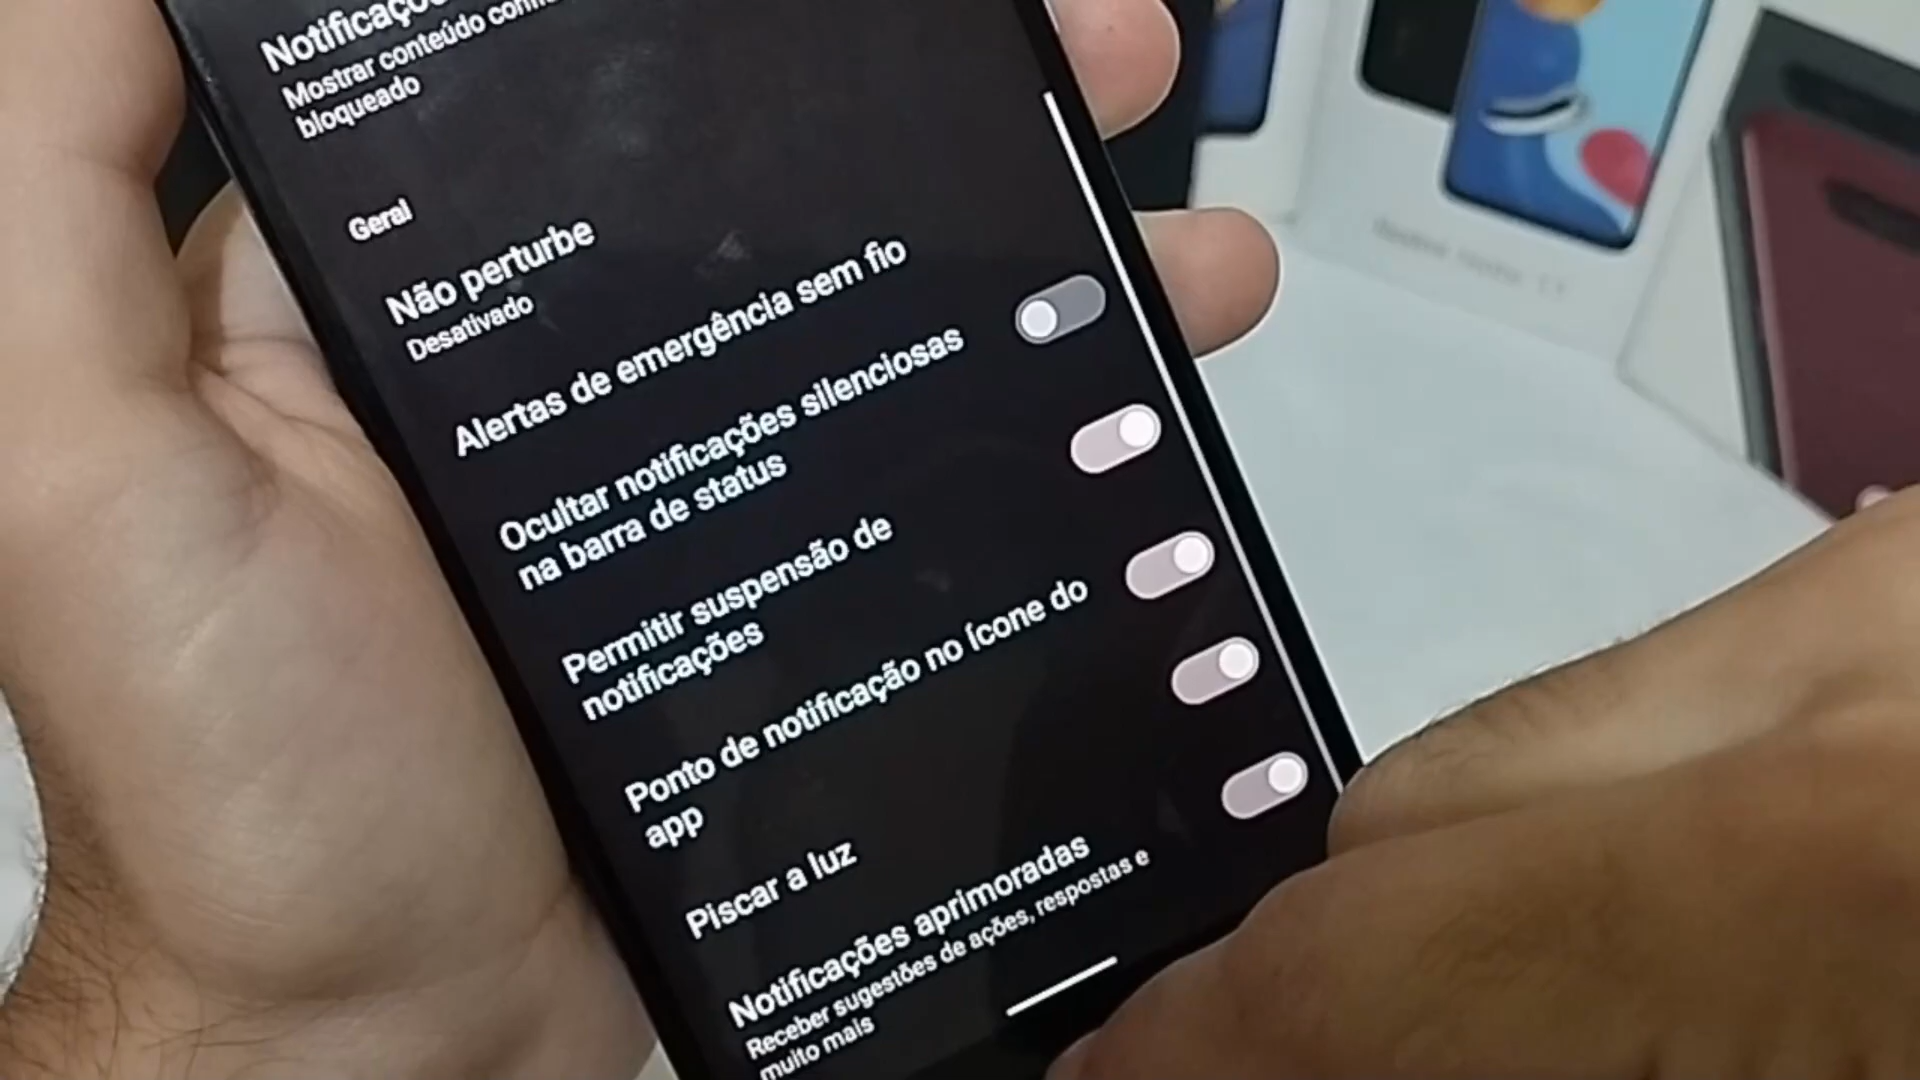 Notificaçõ
Mostrar conteúdo
bloqueado
Geral
Não perturbe
Desativado
Alertas de emergência sem fio
Ocultar notificações silenciosas
na barra de status
Permitir suspensão de
notificações
Ponto de notificação no ícone do
app
Piscar a luz
Notificações aprimoradas
Receber sugestões de ações, respostas e
muito mais